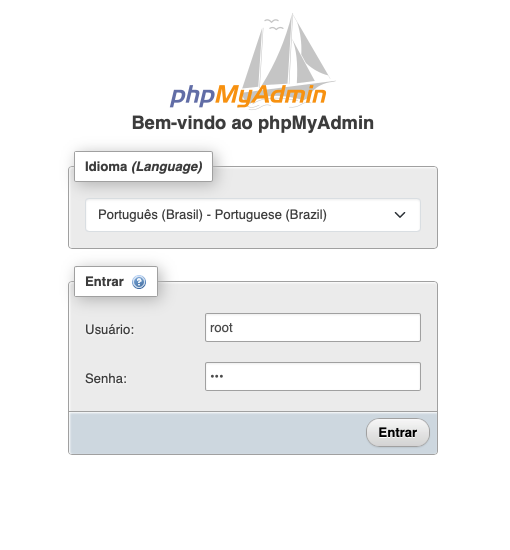 phpMyAdmin
Bem-vindo ao phpMyAdmin
Idioma (Language)
Português (Brasil) - Portuguese (Brazil)
Entrar ?
Usuário:
root
Senha:
•••
Entrar